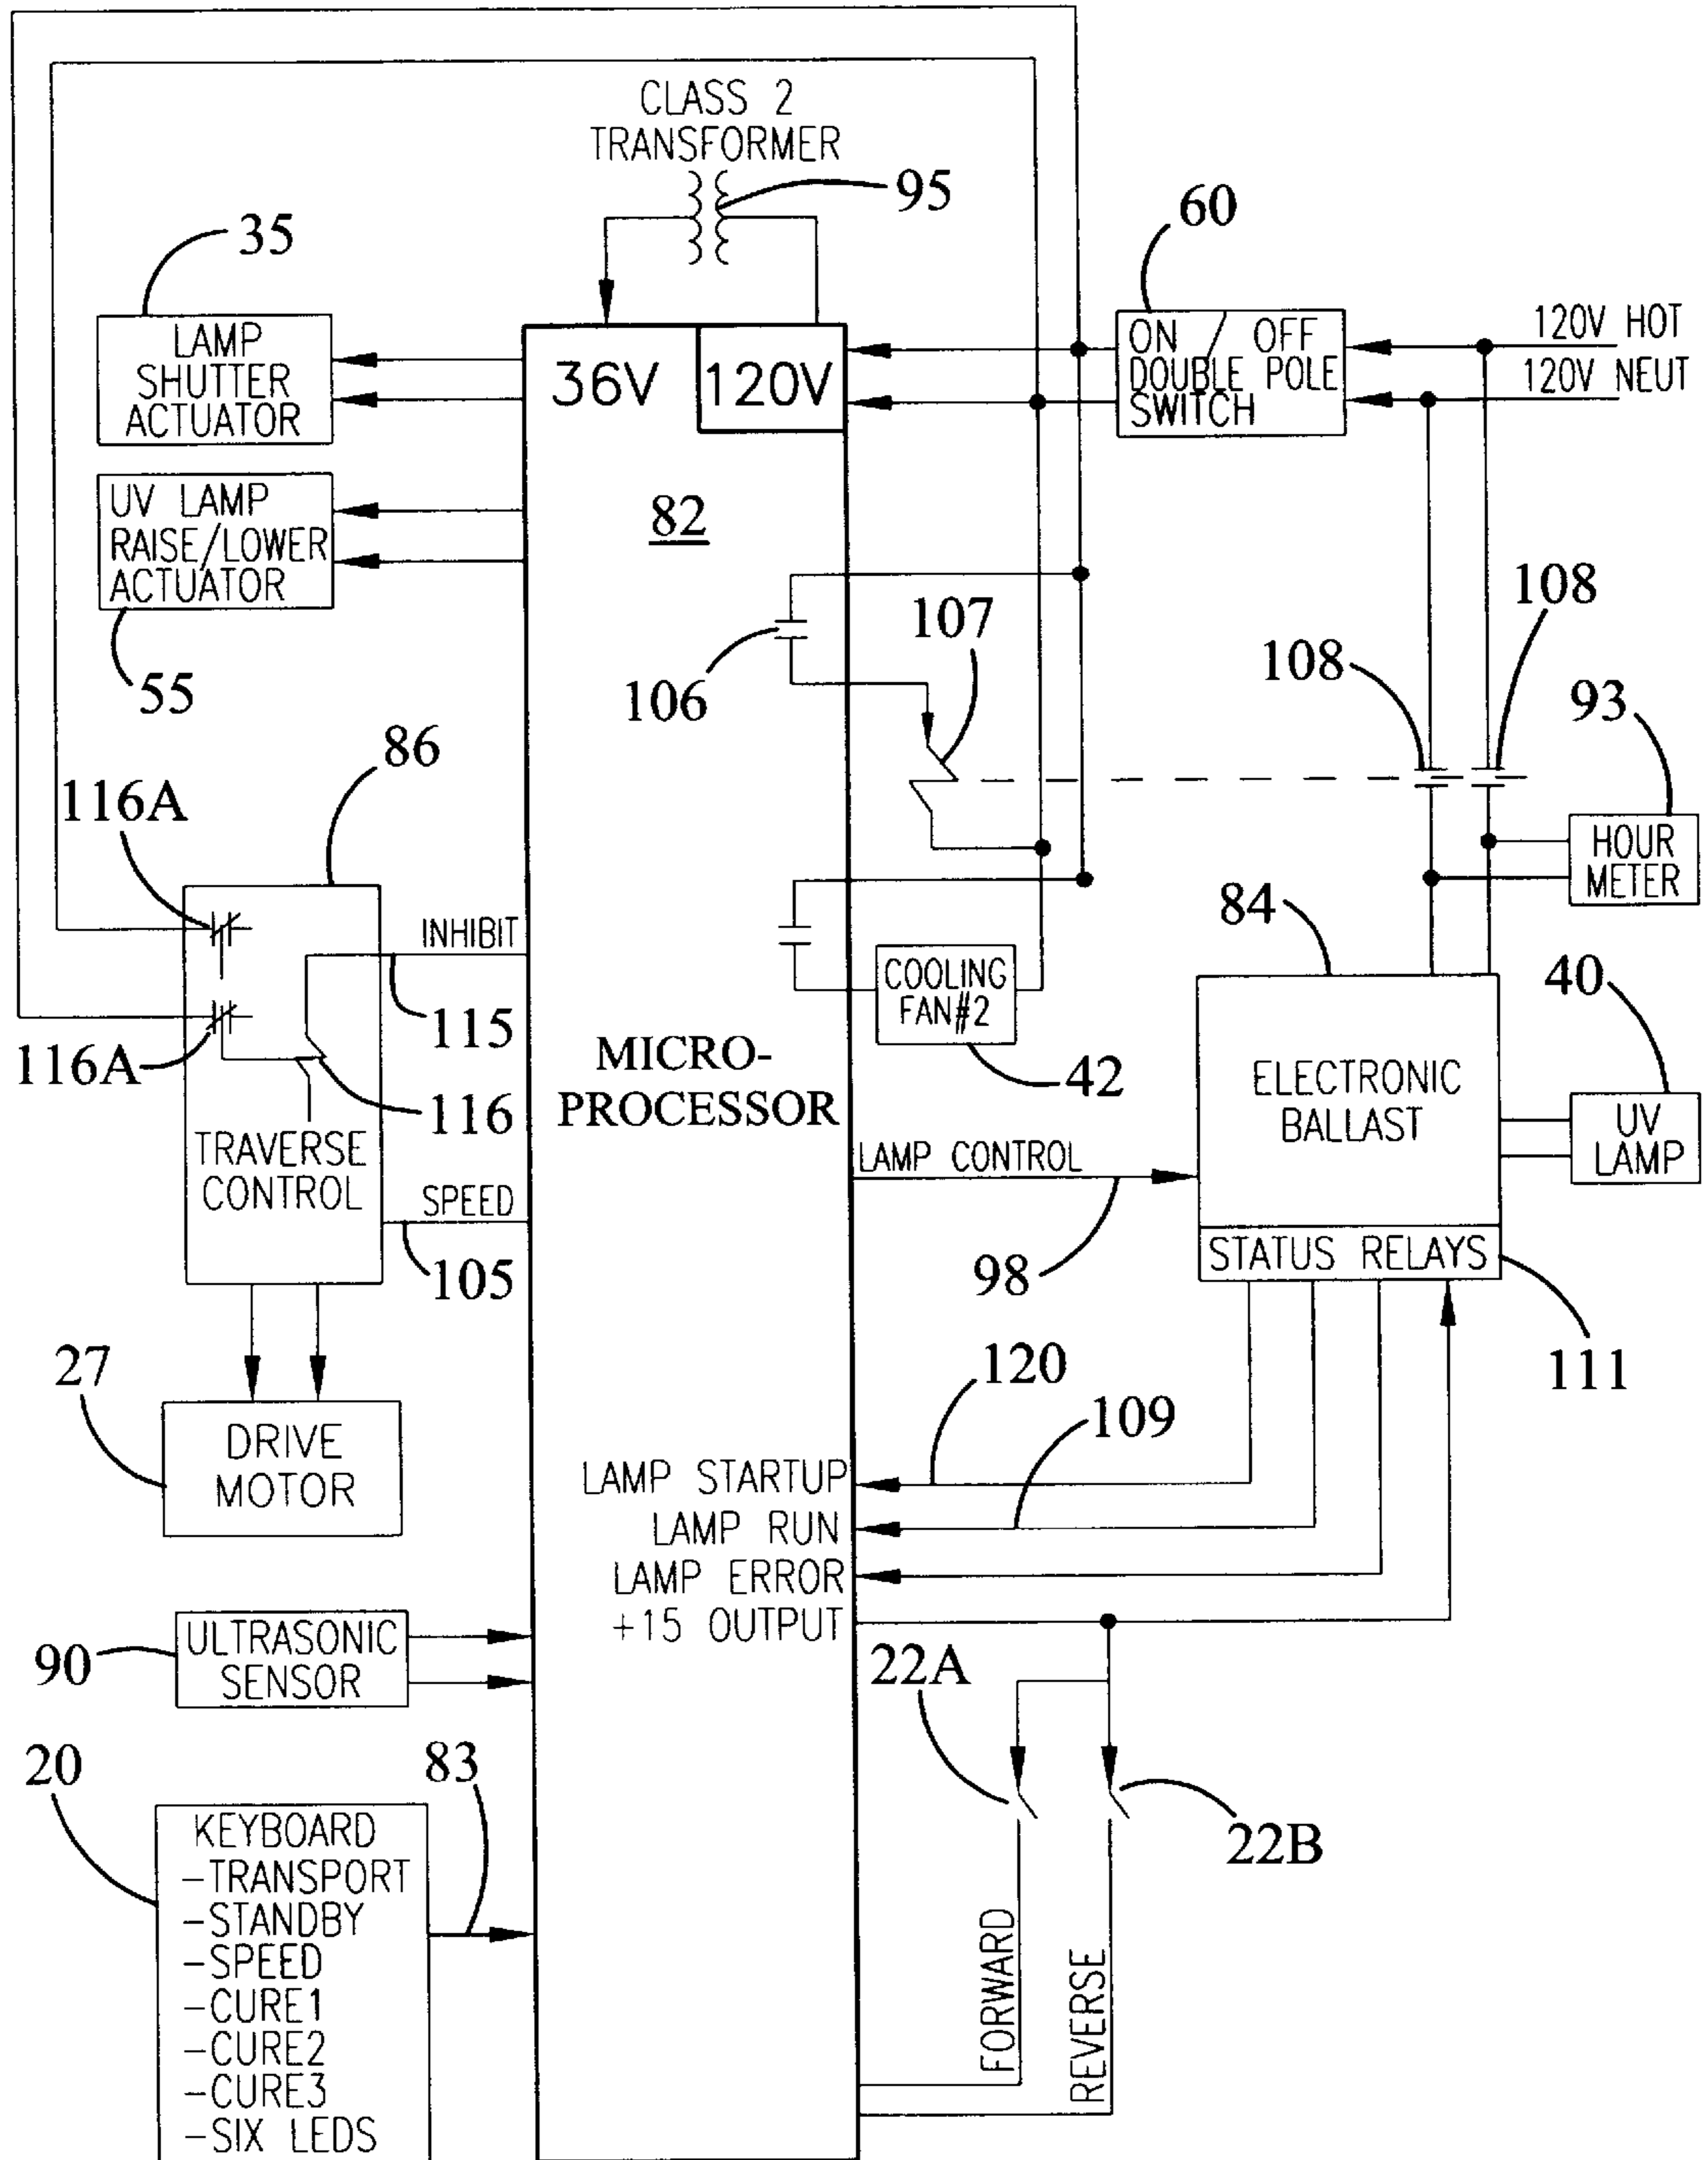 CLASS 2
TRANSFORMER
95
60
35
LAMP
SHUTTER
ACTUATOR
36V
120V
ON / OFF
DOUBLE POLE
SWITCH
120V HOT
120V NEUT
UV LAMP
RAISE/LOWER
ACTUATOR
55
82
106
107
108
108
93
HOUR
METER
86
116A
116A
INHIBIT
115
116
TRAVERSE
CONTROL
SPEED
105
MICRO-
PROCESSOR
COOLING
FAN#2
42
84
ELECTRONIC
BALLAST
40
UV
LAMP
LAMP CONTROL
98
STATUS RELAYS
111
27
DRIVE
MOTOR
120
109
LAMP STARTUP
LAMP RUN
LAMP ERROR
+15 OUTPUT
90
ULTRASONIC
SENSOR
22A
22B
20
83
KEYBOARD
-TRANSPORT
-STANDBY
-SPEED
-CURE1
-CURE2
-CURE3
-SIX LEDS
FORWARD
REVERSE